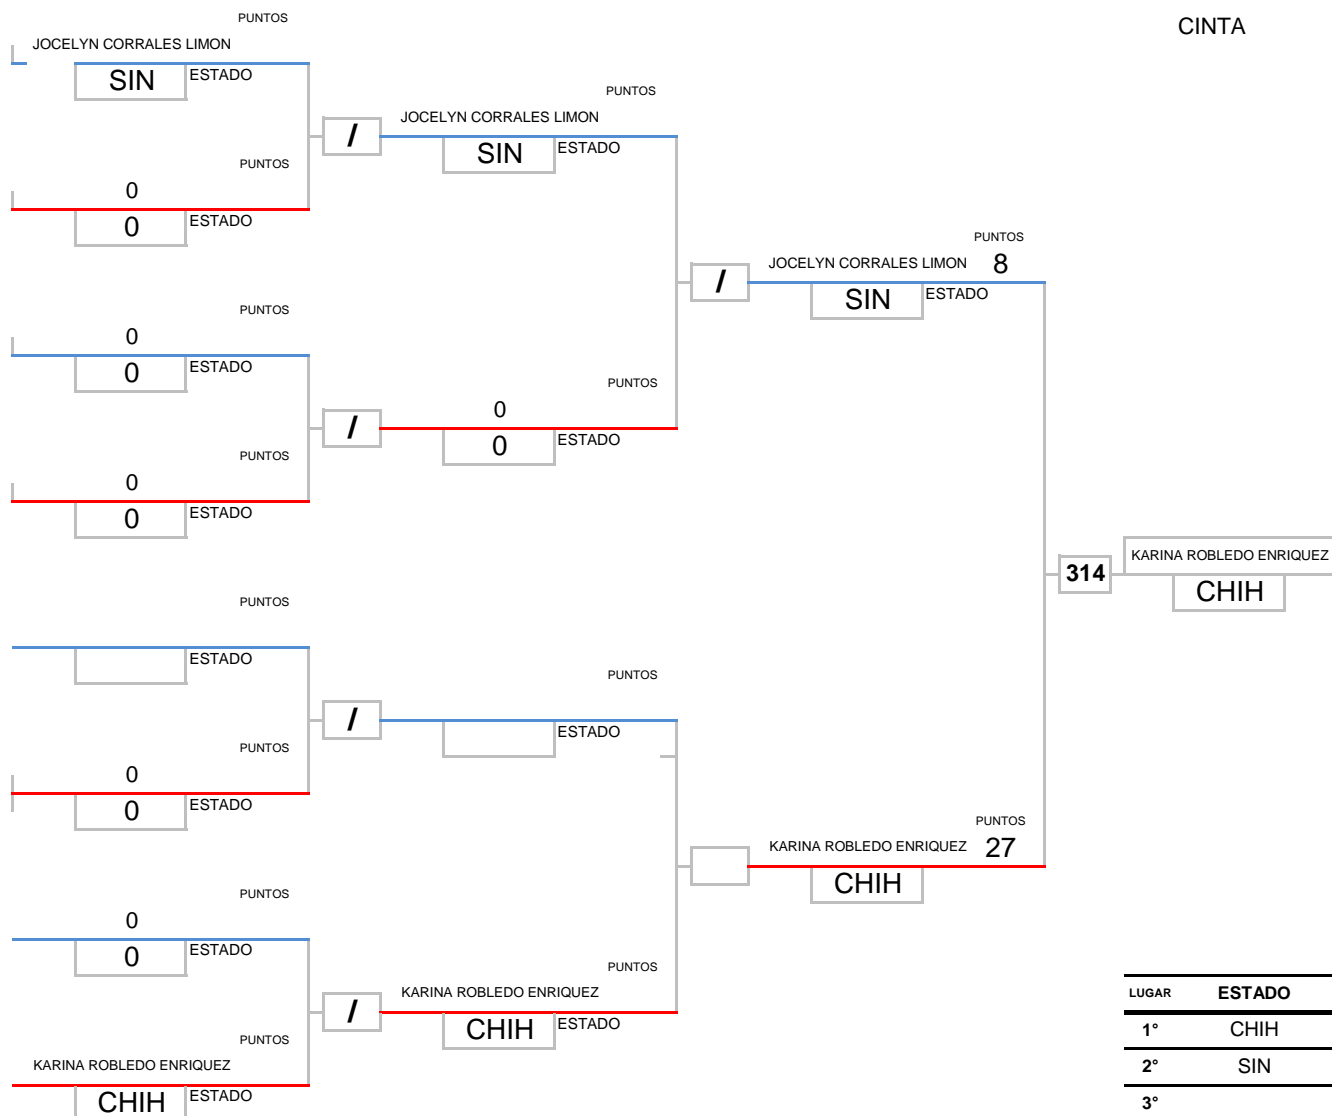 PUNTOS
CINTA
JOCELYN CORRALES LIMON
SIN ESTADO
PUNTOS
JOCELYN CORRALES LIMON
/
SIN ESTADO
PUNTOS
0
0 ESTADO
PUNTOS
JOCELYN CORRALES LIMON 8
/
SIN ESTADO
PUNTOS
0
0 ESTADO
PUNTOS
0
/
0 ESTADO
PUNTOS
0
0 ESTADO
KARINA ROBLEDO ENRIQUEZ
314
CHIH
PUNTOS
ESTADO
PUNTOS
/
ESTADO
PUNTOS
0
0 ESTADO
PUNTOS
KARINA ROBLEDO ENRIQUEZ 27
CHIH
PUNTOS
0
0 ESTADO
PUNTOS
KARINA ROBLEDO ENRIQUEZ
/
CHIH ESTADO
PUNTOS
KARINA ROBLEDO ENRIQUEZ
CHIH ESTADO
LUGAR ESTADO
1° CHIH
2° SIN
3°